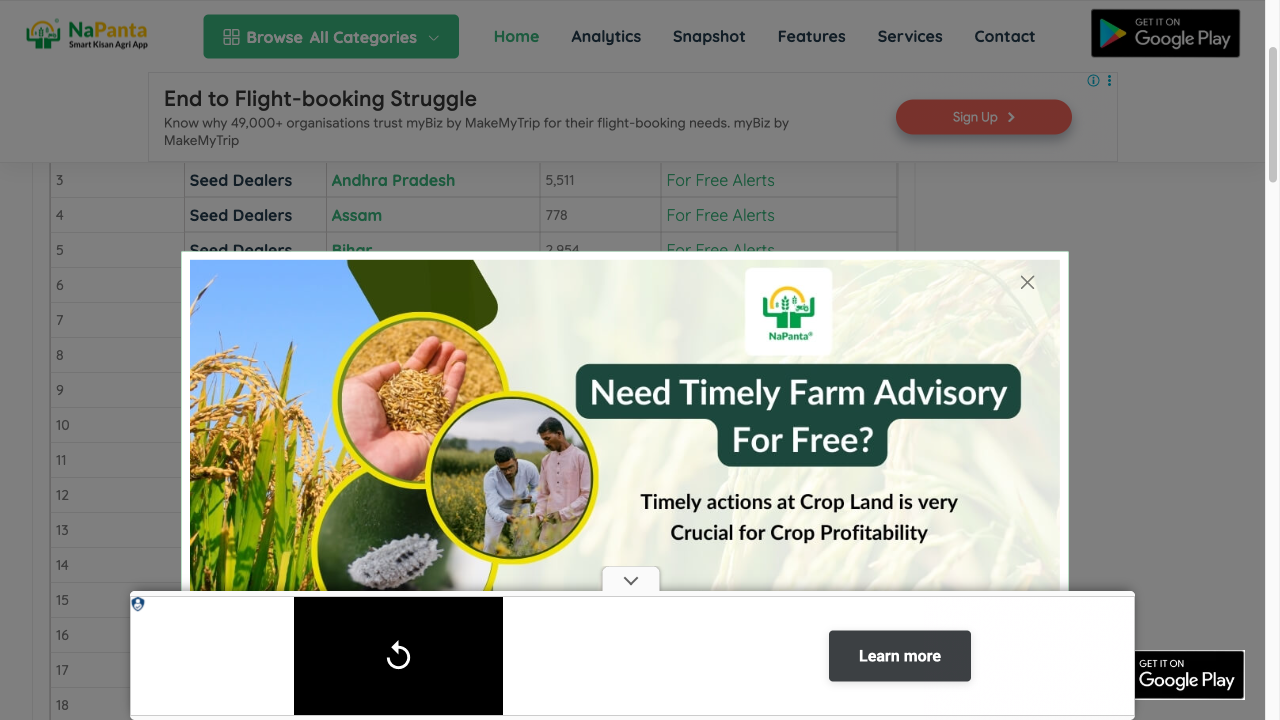 NaPanta
Smart Kisan Agri App
Browse All Categories
Home
Analytics
Snapshot
Features
Services
Contact
GET IT ON
Google Play
End to Flight-booking Struggle
Know why 49,000+ organisations trust myBiz by MakeMyTrip for their flight-booking needs. myBiz by
MakeMyTrip
Sign Up
3 Seed Dealers Andhra Pradesh 5,511 For Free Alerts
4 Seed Dealers Assam 778 For Free Alerts
5 Seed Dealers Bihar 2,954 For Free Alerts
6
7
8
9
10
11
12
13
14
15
16
17
18
NaPanta®
Need Timely Farm Advisory
For Free?
Timely actions at Crop Land is very
Crucial for Crop Profitability
Learn more
GET IT ON
Google Play